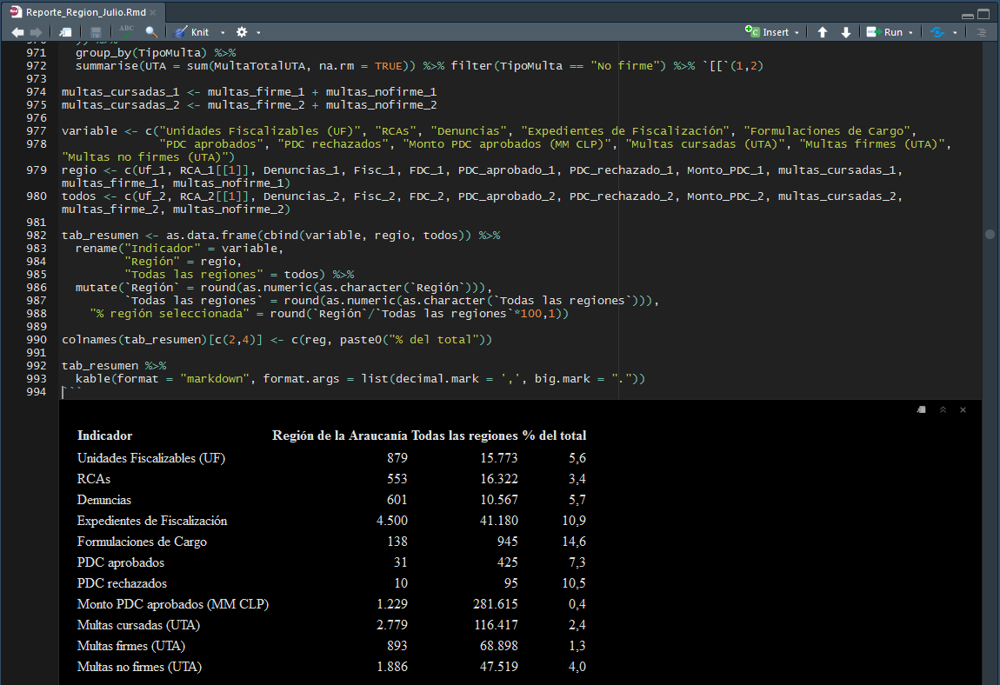 Reporte_Region_Julio.Rmd ×
ABC Knit Insert Run
970 )) %>%
971 group_by(TipoMulta) %>%
972 summarise(UTA = sum(MultaTotalUTA, na.rm = TRUE)) %>% filter(TipoMulta == "No firme") %>% `[[`(1,2)
973
974 multas_cursadas_1 <- multas_firme_1 + multas_nofirme_1
975 multas_cursadas_2 <- multas_firme_2 + multas_nofirme_2
976
977 variable <- c("Unidades Fiscalizables (UF)", "RCAs", "Denuncias", "Expedientes de Fiscalización", "Formulaciones de Cargo",
978 "PDC aprobados", "PDC rechazados", "Monto PDC aprobados (MM CLP)", "Multas cursadas (UTA)", "Multas firmes (UTA)",
"Multas no firmes (UTA)")
979 regio <- c(Uf_1, RCA_1[[1]], Denuncias_1, Fisc_1, FDC_1, PDC_aprobado_1, PDC_rechazado_1, Monto_PDC_1, multas_cursadas_1,
multas_firme_1, multas_nofirme_1)
980 todos <- c(Uf_2, RCA_2[[1]], Denuncias_2, Fisc_2, FDC_2, PDC_aprobado_2, PDC_rechazado_2, Monto_PDC_2, multas_cursadas_2,
multas_firme_2, multas_nofirme_2)
981
982 tab_resumen <- as.data.frame(cbind(variable, regio, todos)) %>%
983 rename("Indicador" = variable,
984 "Región" = regio,
985 "Todas las regiones" = todos) %>%
986 mutate(`Región` = round(as.numeric(as.character(`Región`))),
987 `Todas las regiones` = round(as.numeric(as.character(`Todas las regiones`))),
988 "% región seleccionada" = round(`Región`/`Todas las regiones`*100,1))
989
990 colnames(tab_resumen)[c(2,4)] <- c(reg, paste0("% del total"))
991
992 tab_resumen %>%
993 kable(format = "markdown", format.args = list(decimal.mark = ',', big.mark = "."))
994 ```
Indicador Región de la Araucanía Todas las regiones % del total
Unidades Fiscalizables (UF) 879 15.773 5,6
RCAs 553 16.322 3,4
Denuncias 601 10.567 5,7
Expedientes de Fiscalización 4.500 41.180 10,9
Formulaciones de Cargo 138 945 14,6
PDC aprobados 31 425 7,3
PDC rechazados 10 95 10,5
Monto PDC aprobados (MM CLP) 1.229 281.615 0,4
Multas cursadas (UTA) 2.779 116.417 2,4
Multas firmes (UTA) 893 68.898 1,3
Multas no firmes (UTA) 1.886 47.519 4,0